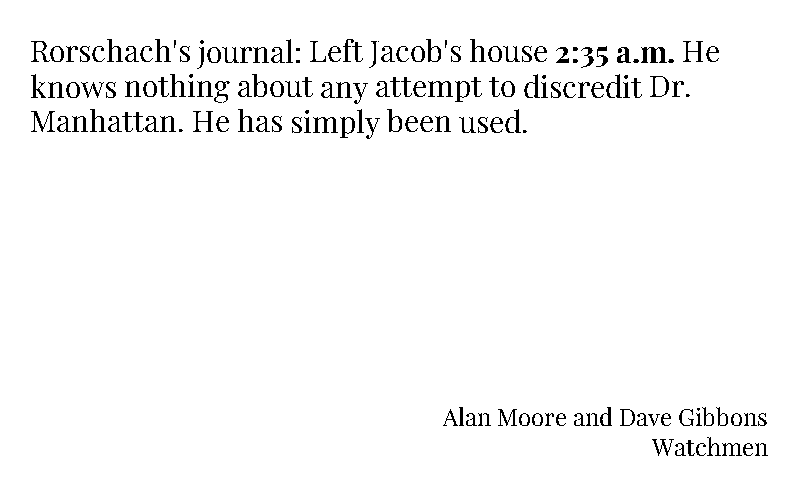 Rorschach's journal: Left Jacob's house 2:35 a.m. He
knows nothing about any attempt to discredit Dr.
Manhattan. He has simply been used.
Alan Moore and Dave Gibbons
Watchmen